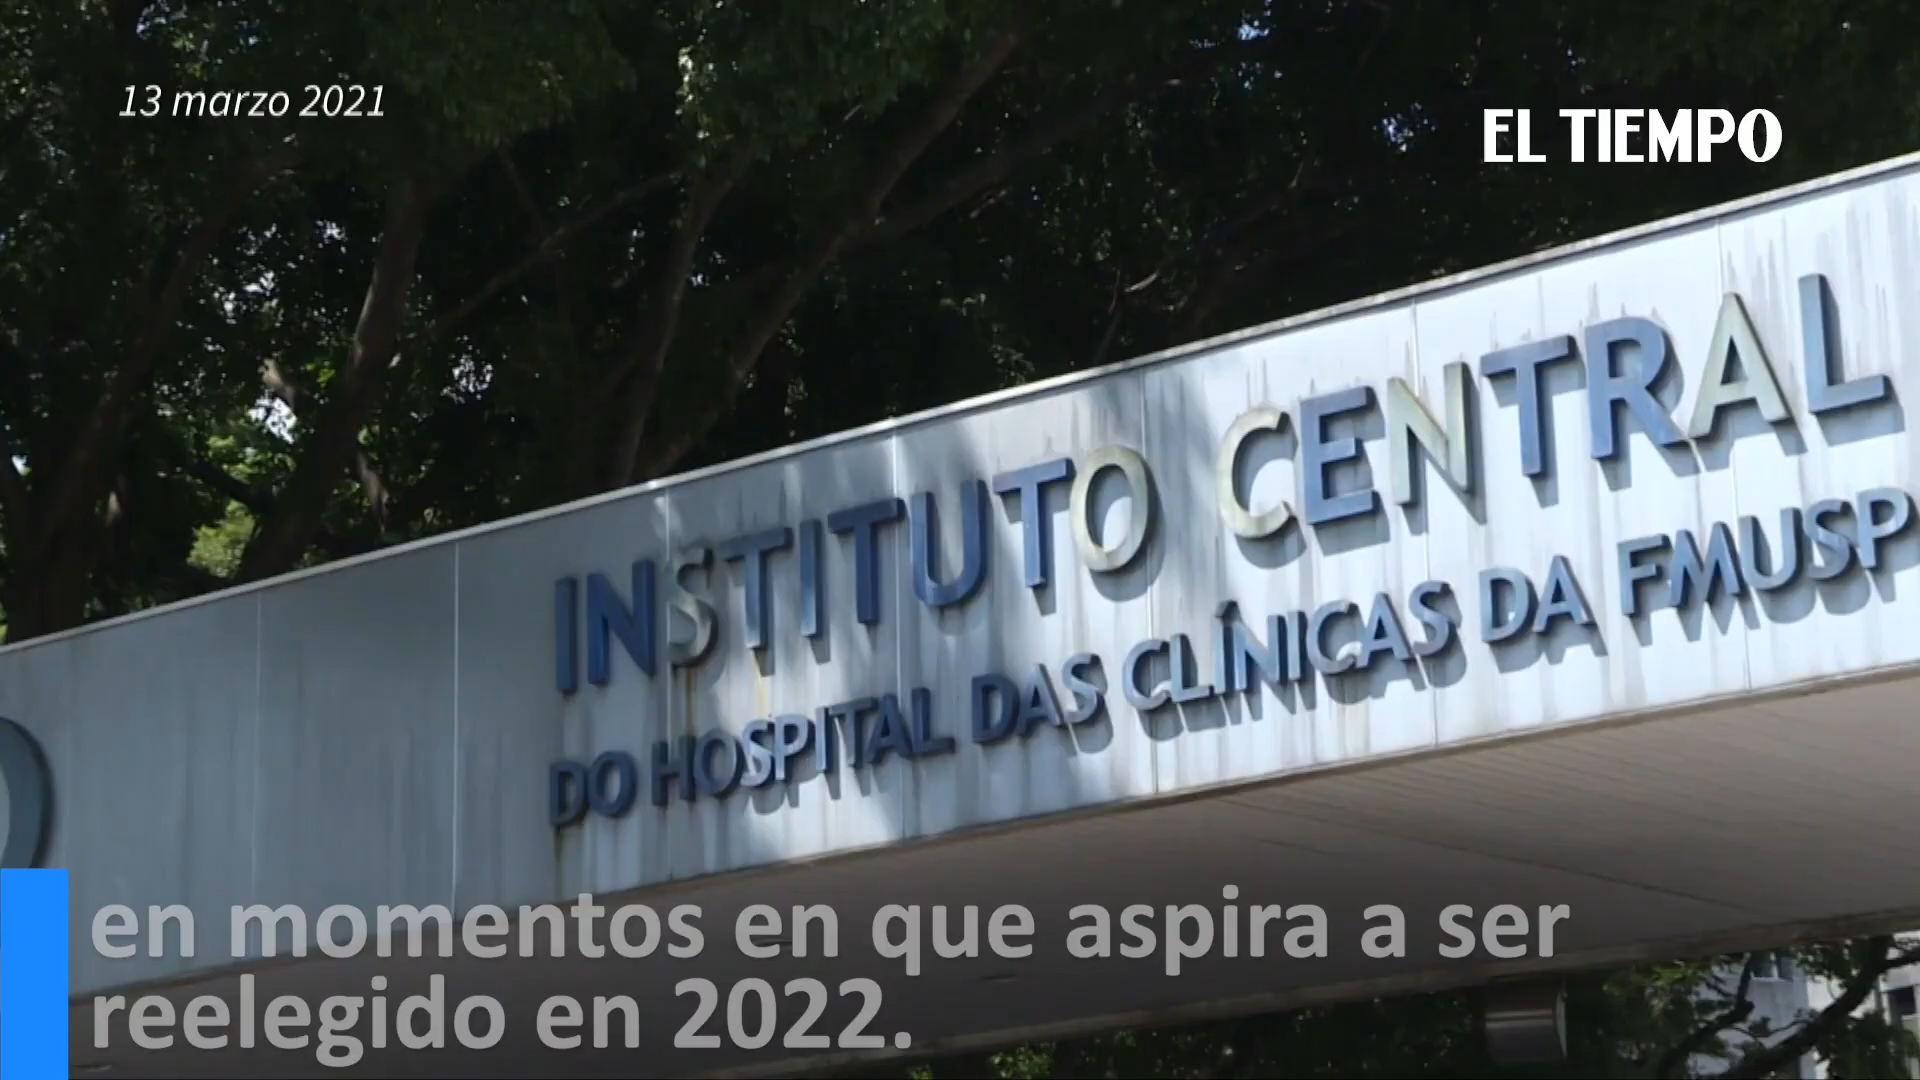 13 marzo 2021
EL TIEMPO
INSTITUTO CENTRAL
DO HOSPITAL DAS CLÍNICAS DA FMUSP
en momentos en que aspira a ser
reelegido en 2022.